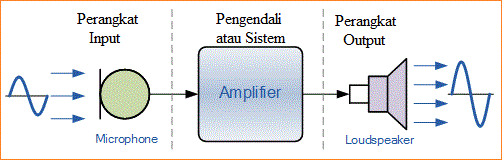 Perangkat
Input
Pengendali
atau Sistem
Perangkat
Output
Amplifier
Microphone
Loudspeaker